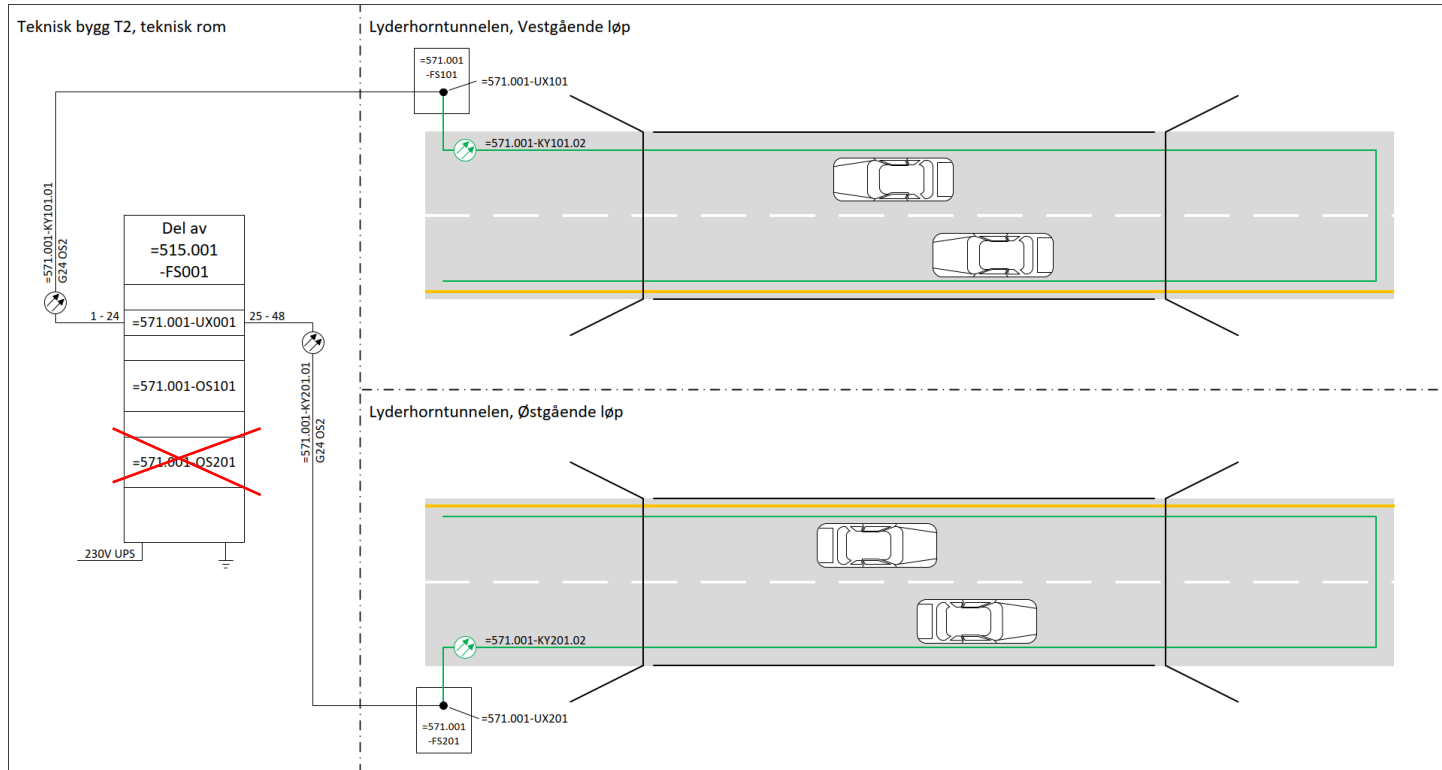 Teknisk bygg T2, teknisk rom
Lyderhorntunnelen, Vestgående løp
=571.001
-FS101
=571.001-UX101
=571.001-KY101.02
=571.001-KY101.01
G24 OS2
Del av
=515.001
-FS001
1 - 24
=571.001-UX001
25 - 48
=571.001-OS101
=571.001-OS201
230V UPS
=571.001-KY201.01
G24 OS2
Lyderhorntunnelen, Østgående løp
=571.001-KY201.02
=571.001-UX201
=571.001
-FS201